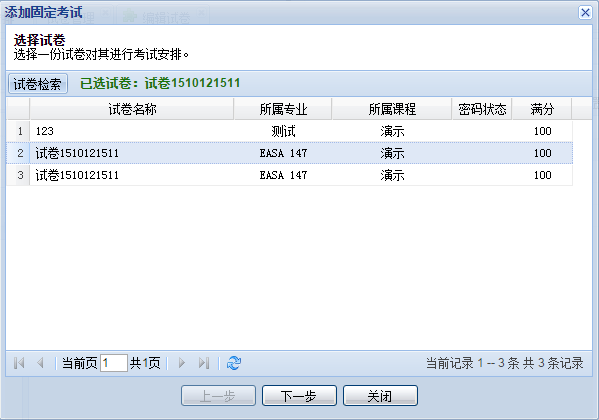 添加固定考试
选择试卷
选择一份试卷对其进行考试安排。
试卷检索 已选试卷：试卷1510121511
试卷名称 所属专业 所属课程 密码状态 满分
1 123 测试 演示 100
2 试卷1510121511 EASA 147 演示 100
3 试卷1510121511 EASA 147 演示 100
当前页 1 共1页 当前记录 1 -- 3 条 共 3 条记录
上一步 下一步 关闭